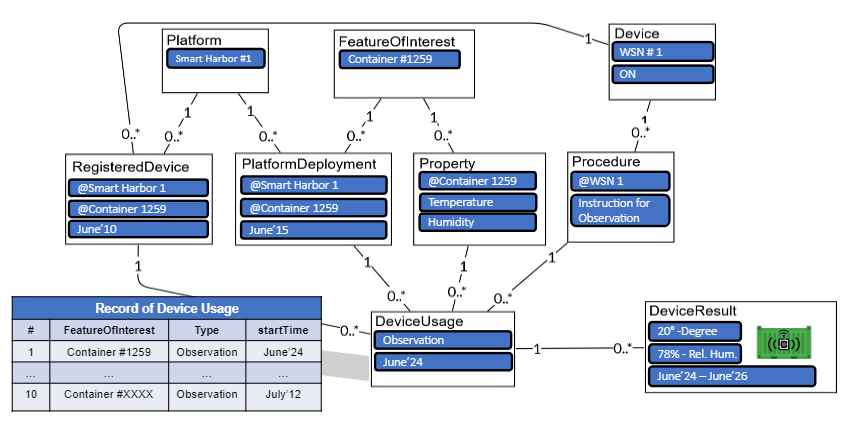 Platform
Smart Harbor #1
FeatureOfInterest
Container #1259
Device
WSN # 1
ON
1
1
1
1
1
1
0..*
0..*
0..*
0..*
0..*
0..*
RegisteredDevice
@Smart Harbor 1
@Container 1259
June'10
PlatformDeployment
@Smart Harbor 1
@Container 1259
June'15
Property
@Container 1259
Temperature
Humidity
Procedure
@WSN 1
Instruction for
Observation
1
1
1
1
0..*
0..*
0..*
0..*
Record of Device Usage
# FeatureOfInterest Type startTime
1 Container #1259 Observation June'24
... ... ... ...
10 Container #XXXX Observation July'12
DeviceUsage
Observation
June'24
1
0..*
DeviceResult
20° -Degree
78% - Rel. Hum.
June'24 – June'26